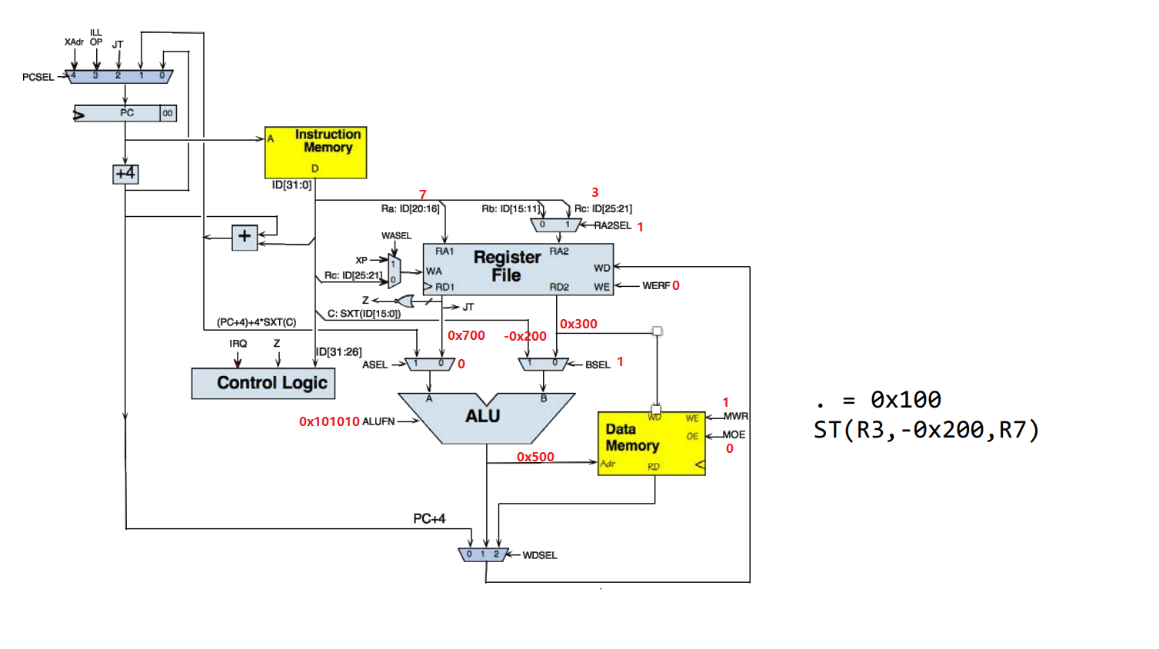 ILL
XAdr OP JT
PCSEL 4 3 2 1 0
PC 00
A Instruction
Memory
D
+4
ID[31:0]
7 3
Ra: ID[20:16] Rb: ID[15:11] Rc: ID[25:21]
0 1 RA2SEL 1
+
WASEL
RA1 RA2
XP 1 Register
File WD
WA
Rc: ID[25:21] 0
RD1 RD2 WE WERF 0
Z JT
C: SXT(ID[15:0])
(PC+4)+4*SXT(C) 0x300
0x700 -0x200
IRQ Z ID[31:26]
ASEL 1 0 0 1 0 BSEL 1
Control Logic
A B
. = 0x100
1
0x101010 ALUFN ALU WD WE MWR
ST(R3,-0x200,R7)
Data
Memory OE MOE
0
0x500
Adr RD
PC+4
0 1 2 WDSEL